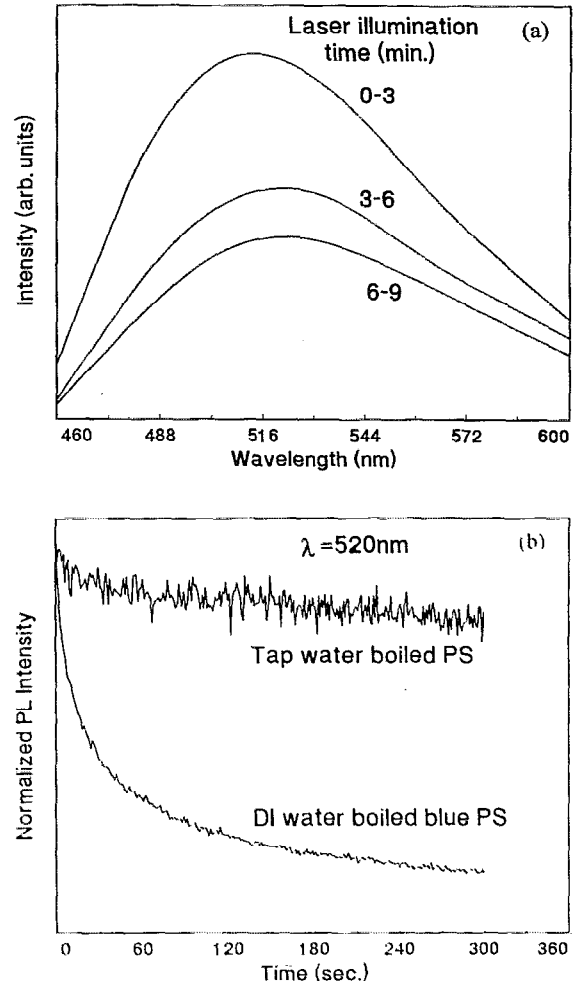 Laser illumination (a)
time (min.)
0-3
3-6
6-9
Intensity (arb. units)
460 488 516 544 572 600
Wavelength (nm)
λ =520nm (b)
Tap water boiled PS
DI water boiled blue PS
Normalized PL Intensity
0 60 120 180 240 300 360
Time (sec.)